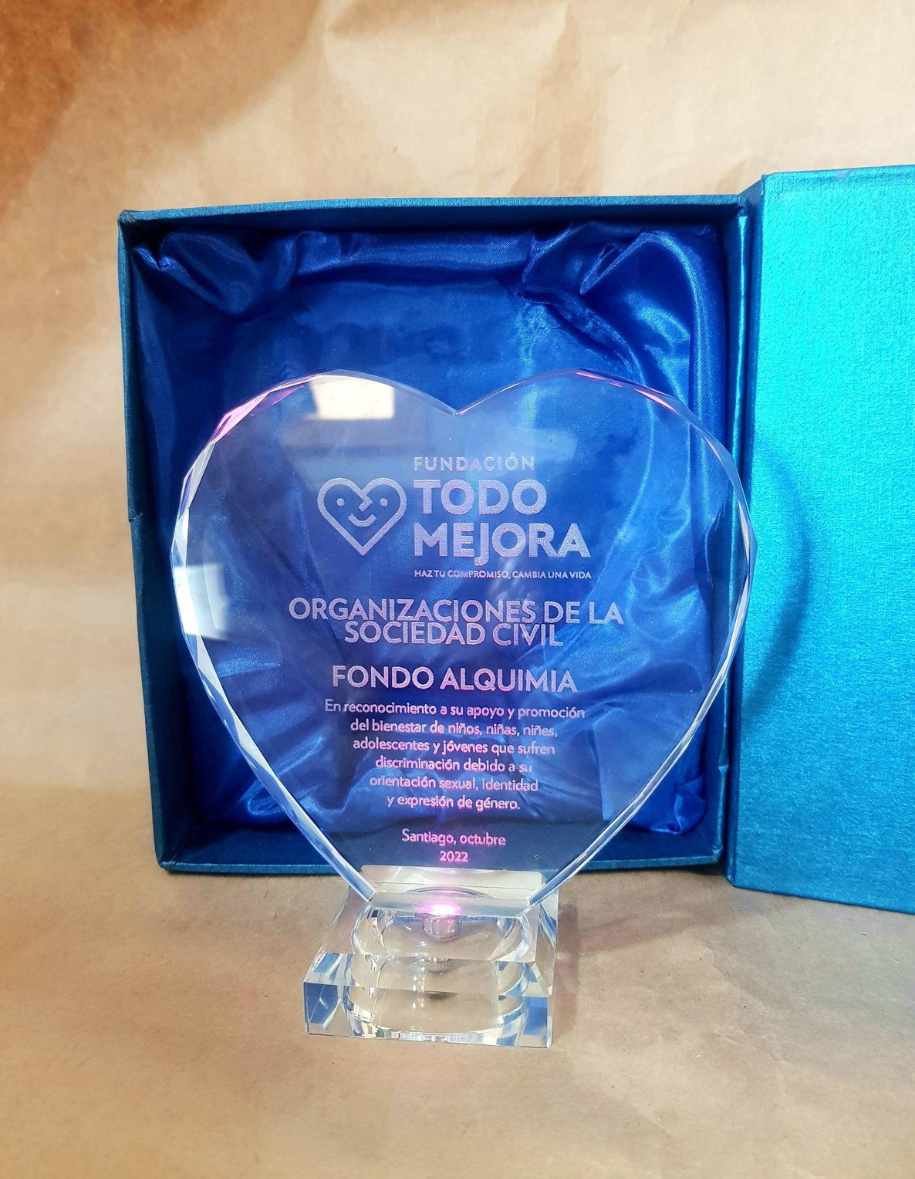 FUNDACIÓN
TODO
MEJORA
HAZ TU COMPROMISO, CAMBIA UNA VIDA
ORGANIZACIONES DE LA
SOCIEDAD CIVIL
FONDO ALQUIMIA
En reconocimiento a su apoyo y promoción
del bienestar de niños, niñas, niñes,
adolescentes y jóvenes que sufren
discriminación debido a su
orientación sexual, identidad
y expresión de género.
Santiago, octubre
2022